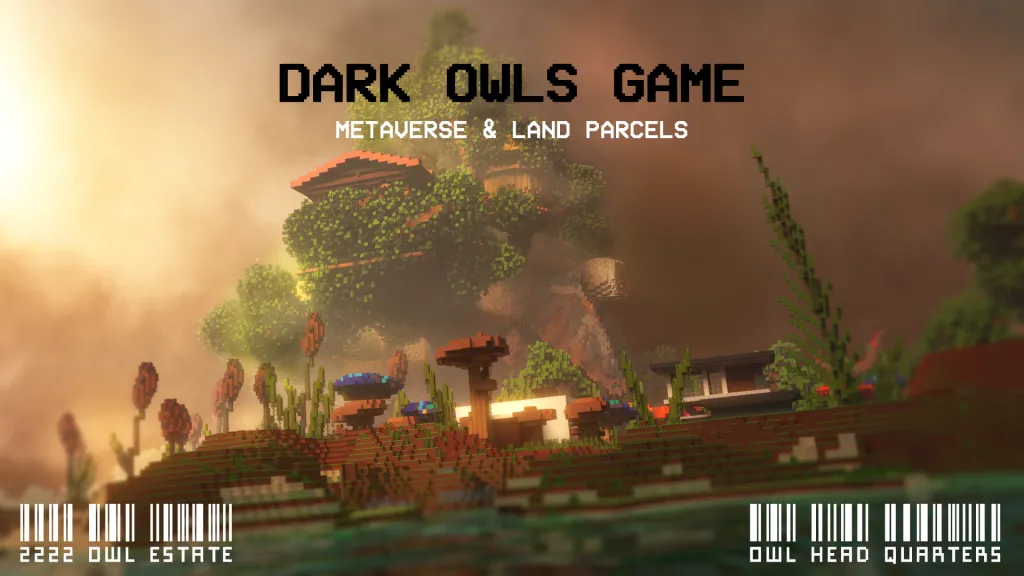 DARK OWLS GAME
METAVERSE & LAND PARCELS
2222 OWL ESTATE
OWL HEAD QUARTERS